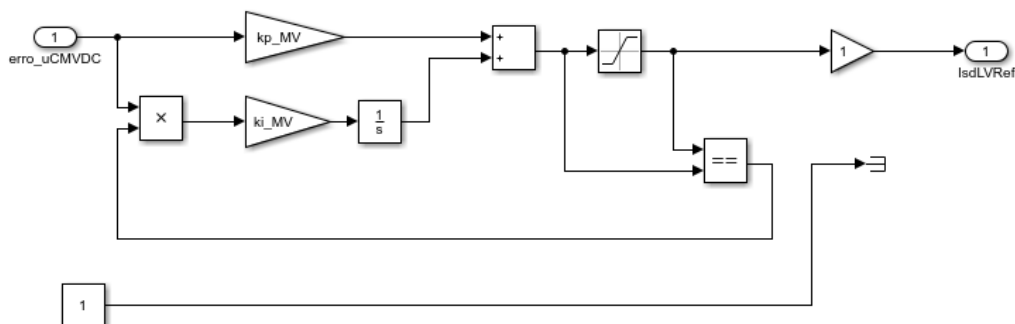 1
erro_uCMVDC
kp_MV
+
+
1
1
IsdLVRef
×
ki_MV
1
s
==
1